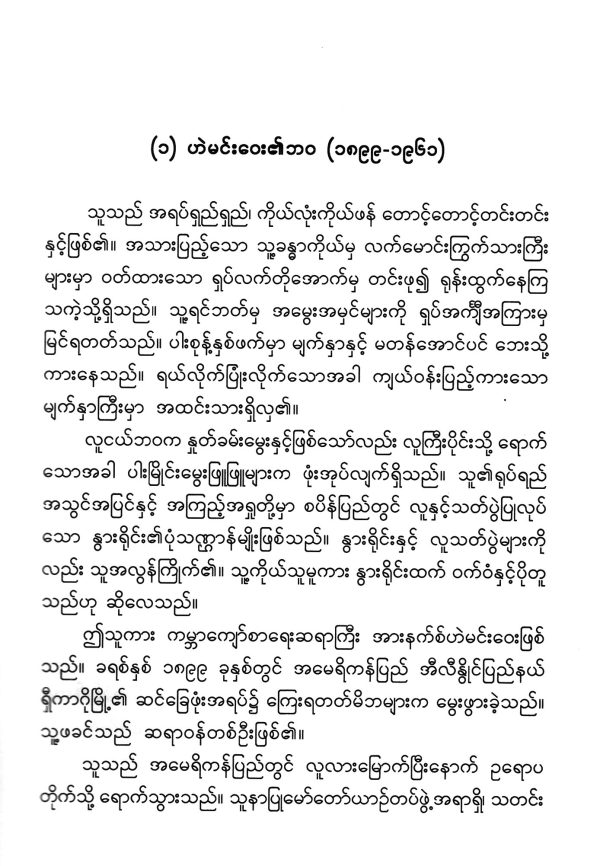 (၁) ဟဲမင်းဝေး၏ဘဝ (၁၈၉၉-၁၉၆၁)
သူသည် အရပ်ရှည်ရှည်၊ ကိုယ်လုံးကိုယ်ဖန် တောင့်တောင့်တင်းတင်း
နှင့်ဖြစ်၏။ အသားပြည့်သော သူ့ခန္ဓာကိုယ်မှ လက်မောင်းကြွက်သားကြီး
များမှာ ဝတ်ထားသော ရှပ်လက်တိုအောက်မှ တင်းဖု၍ ရုန်းထွက်နေကြ
သကဲ့သို့ရှိသည်။ သူ့ရင်ဘတ်မှ အမွေးအမှင်များကို ရှပ်အင်္ကျီအကြားမှ
မြင်ရတတ်သည်။ ပါးစုန့်နှစ်ဖက်မှာ မျက်နှာနှင့် မတန်အောင်ပင် ဘေးသို့
ကားနေသည်။ ရယ်လိုက်ပြုံးလိုက်သောအခါ ကျယ်ဝန်းပြည့်ကားသော
မျက်နှာကြီးမှာ အထင်းသားရှိလှ၏။
လူငယ်ဘဝက နှုတ်ခမ်းမွေးနှင့်ဖြစ်သော်လည်း လူကြီးပိုင်းသို့ ရောက်
သောအခါ ပါးမြိုင်းမွေးဖြူဖြူများက ဖုံးအုပ်လျက်ရှိသည်။ သူ၏ရုပ်ရည်
အသွင်အပြင်နှင့် အကြည့်အရှုတို့မှာ စပိန်ပြည်တွင် လူနှင့်သတ်ပွဲပြုလုပ်
သော နွားရိုင်း၏ပုံသဏ္ဌာန်မျိုးဖြစ်သည်။ နွားရိုင်းနှင့် လူသတ်ပွဲများကို
လည်း သူအလွန်ကြိုက်၏။ သူ့ကိုယ်သူမူကား နွားရိုင်းထက် ဝက်ဝံနှင့်ပိုတူ
သည်ဟု ဆိုလေသည်။
ဤသူကား ကမ္ဘာကျော်စာရေးဆရာကြီး အားနက်စ်ဟဲမင်းဝေးဖြစ်
သည်။ ခရစ်နှစ် ၁၈၉၉ ခုနှစ်တွင် အမေရိကန်ပြည် အီလီနွိုင်ပြည်နယ်
ရှီကာဂိုမြို့၏ ဆင်ခြေဖုံးအရပ်၌ ကြေးရတတ်မိဘများက မွေးဖွားခဲ့သည်။
သူ့ဖခင်သည် ဆရာဝန်တစ်ဦးဖြစ်၏။
သူသည် အမေရိကန်ပြည်တွင် လူလားမြောက်ပြီးနောက် ဥရောပ
တိုက်သို့ ရောက်သွားသည်။ သူနာပြုမော်တော်ယာဉ်တပ်ဖွဲ့အရာရှိ၊ သတင်း